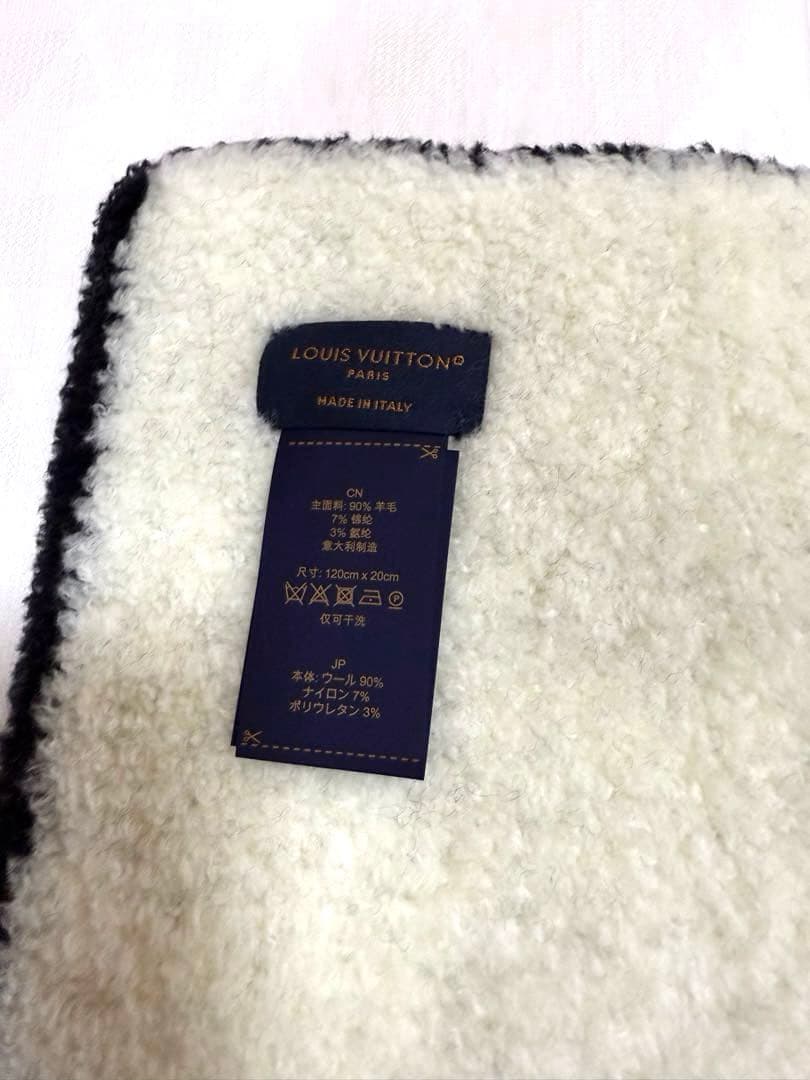 LOUIS VUITTON
PARIS
MADE IN ITALY
CN
主面料: 90% 羊毛
7% 锦纶
3% 氨纶
意大利制造
尺寸: 120cm x 20cm
P
仅可干洗
JP
本体: ウール 90%
ナイロン 7%
ポリウレタン 3%